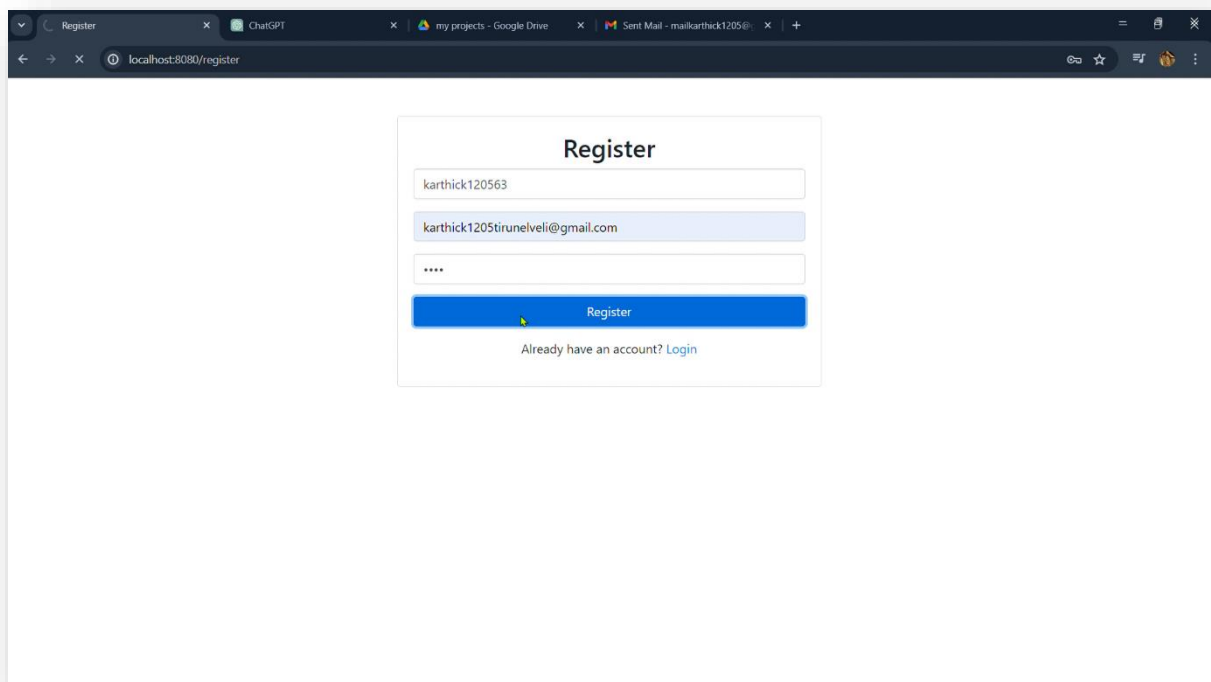 Register
ChatGPT
my projects - Google Drive
Sent Mail - mailkarthick1205@
localhost:8080/register
Register
karthick120563
karthick1205tirunelveli@gmail.com
••••
Register
Already have an account? Login